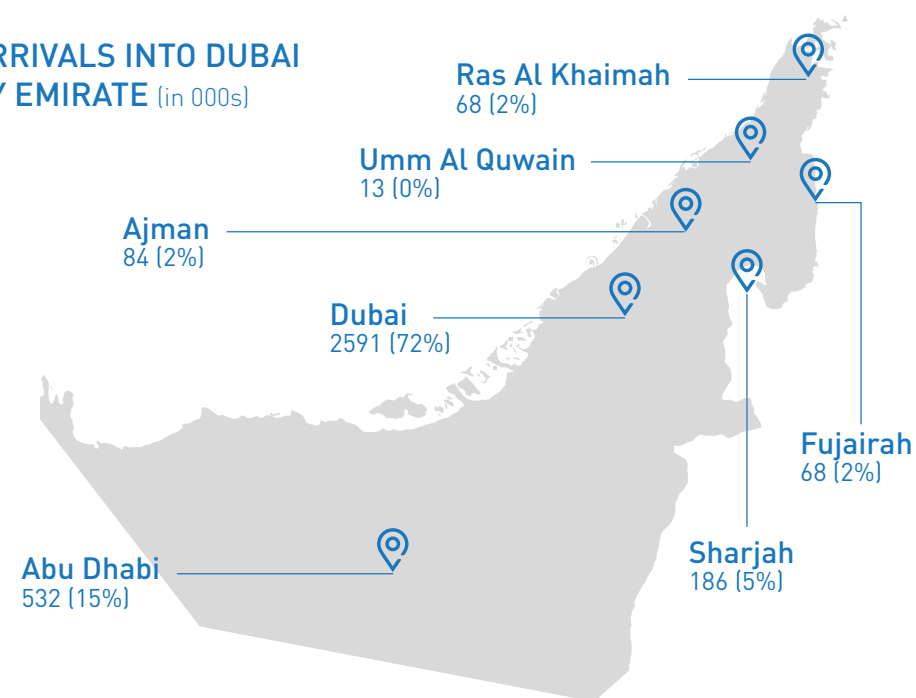 RRIVALS INTO DUBAI
Y EMIRATE (in 000s)
Ras Al Khaimah
68 (2%)
Umm Al Quwain
13 (0%)
Ajman
84 (2%)
Dubai
2591 (72%)
Fujairah
68 (2%)
Sharjah
186 (5%)
Abu Dhabi
532 (15%)